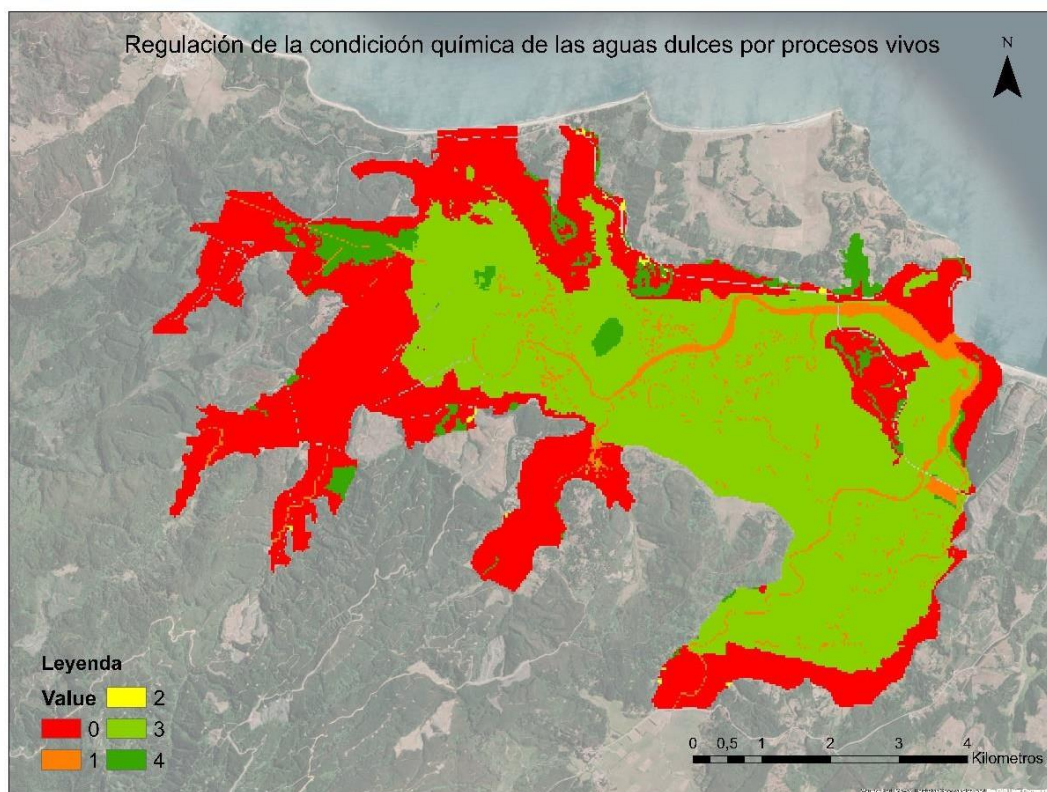 Regulación de la condicioón química de las aguas dulces por procesos vivos
N
Leyenda
Value
2
0
3
1
4
0 0,5 1 2 3 4
Kilometros